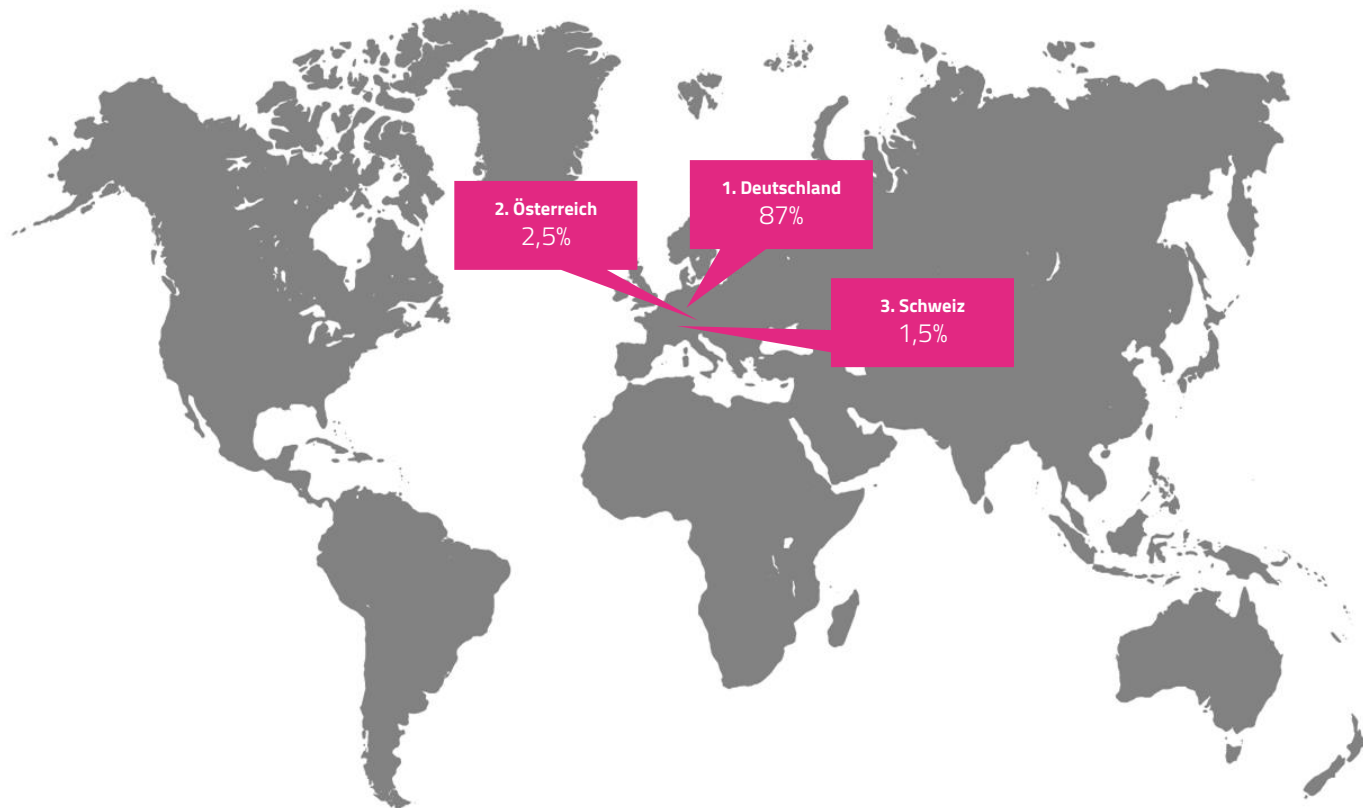 1. Deutschland
87%
2. Österreich
2,5%
3. Schweiz
1,5%